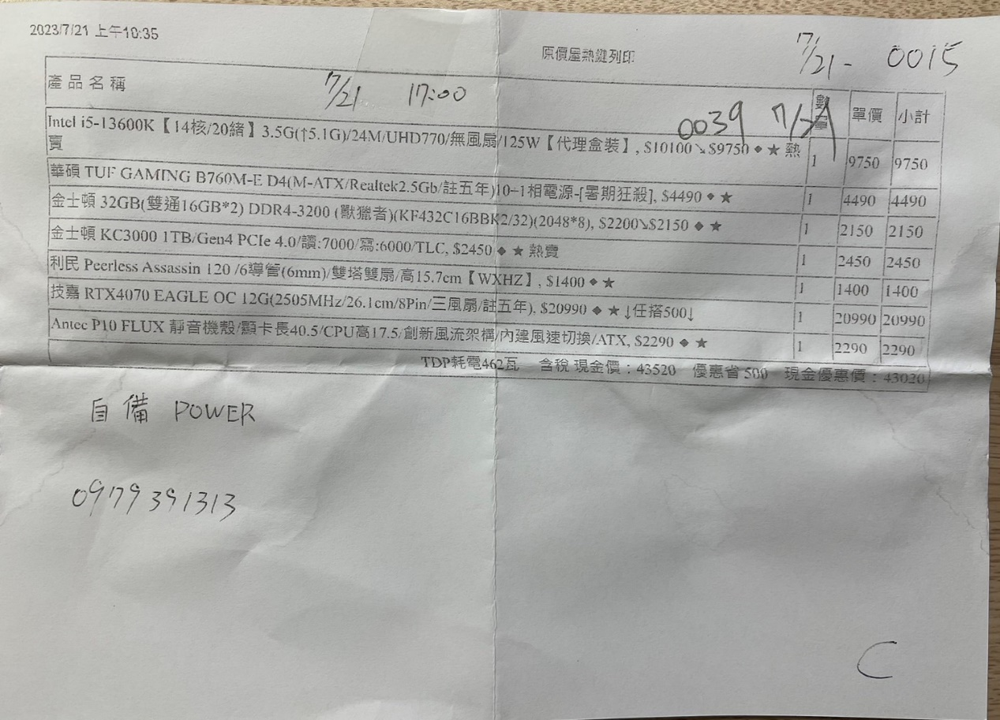 2023/7/21 上午10:35
原價屋熱鍵列印
7/21- 0015
7/21 17:00
0039
產品名稱 數量 單價 小計
Intel i5-13600K【14核/20緒】3.5G(↑5.1G)/24M/UHD770/無風扇/125W【代理盒裝】, $10100↘$9750 ◆ ★ 熱賣 1 9750 9750
華碩 TUF GAMING B760M-E D4(M-ATX/Realtek2.5Gb/註五年)10+1相電源-[暑期狂殺], $4490 ◆ ★ 1 4490 4490
金士頓 32GB(雙通16GB*2) DDR4-3200 (獸獵者)(KF432C16BBK2/32)(2048*8), $2200↘$2150 ◆ ★ 1 2150 2150
金士頓 KC3000 1TB/Gen4 PCIe 4.0/讀:7000/寫:6000/TLC, $2450 ◆ ★ 熱賣 1 2450 2450
利民 Peerless Assassin 120 /6導管(6mm)/雙塔雙扇/高15.7cm【WXHZ】, $1400 ◆ ★ 1 1400 1400
技嘉 RTX4070 EAGLE OC 12G(2505MHz/26.1cm/8Pin/三風扇/註五年), $20990 ◆ ★ ↓任搭500↓ 1 20990 20990
Antec P10 FLUX 靜音機殼/顯卡長40.5/CPU高17.5/創新風流架構/內建風速切換/ATX, $2290 ◆ ★ 1 2290 2290
TDP耗電462瓦 含稅 現金價：43520 優惠省 500 現金優惠價：43020
自備 POWER
0979391313
C